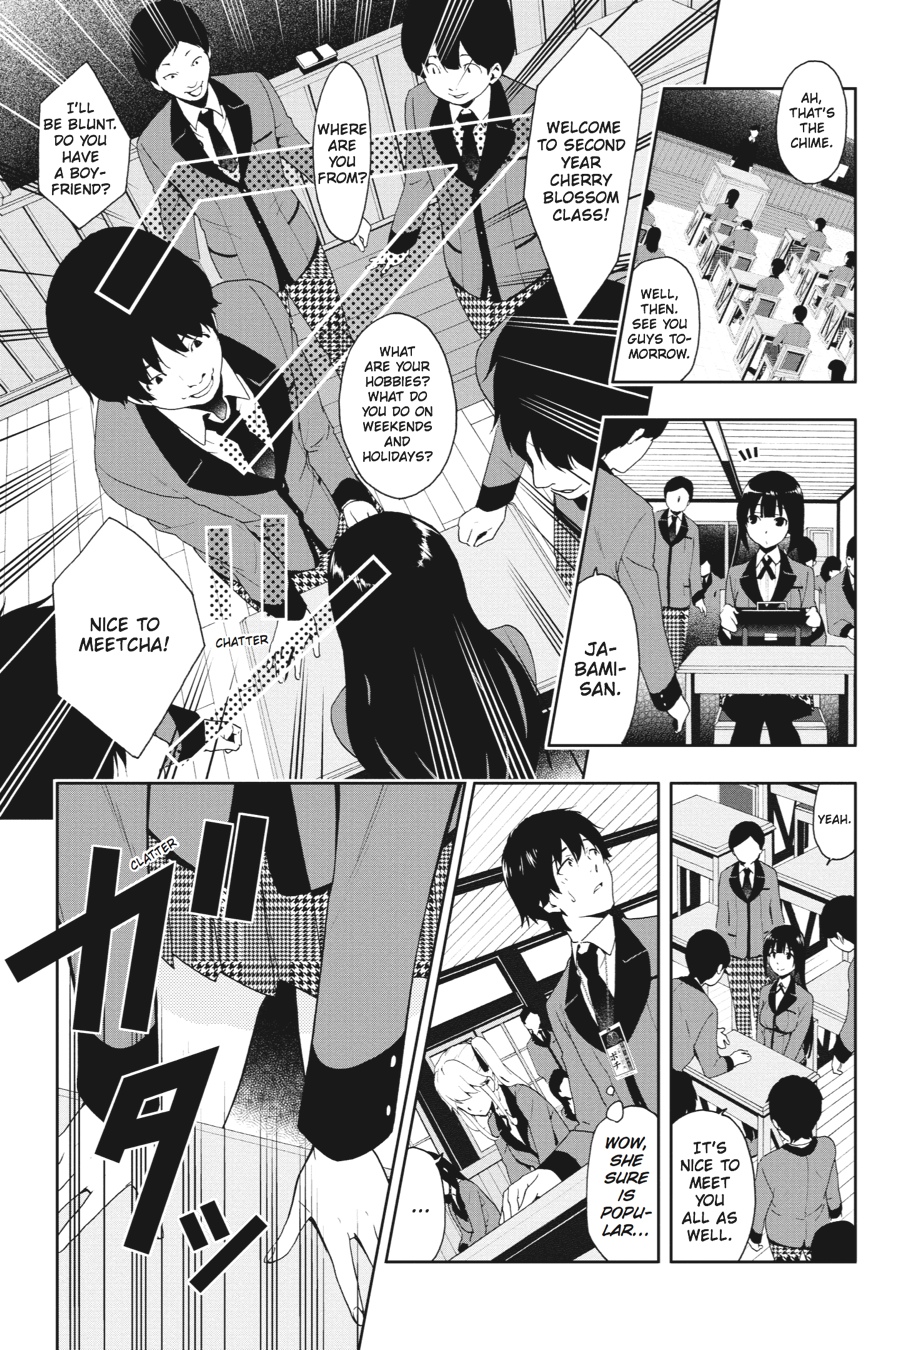 AH,
THAT'S
THE
CHIME.
WELL,
THEN.
SEE YOU
GUYS TO-
MORROW.
JA-
BAMI-
SAN.
WELCOME
TO SECOND
YEAR
CHERRY
BLOSSOM
CLASS!
WHERE
ARE
YOU
FROM?
I'LL
BE BLUNT.
DO YOU
HAVE
A BOY-
FRIEND?
WHAT
ARE YOUR
HOBBIES?
WHAT DO
YOU DO ON
WEEKENDS
AND
HOLIDAYS?
CHATTER
NICE TO
MEETCHA!
YEAH.
IT'S
NICE TO
MEET
YOU
ALL AS
WELL.
WOW,
SHE
SURE
IS
POPU-
LAR...
...
CLATTER
ガタッ